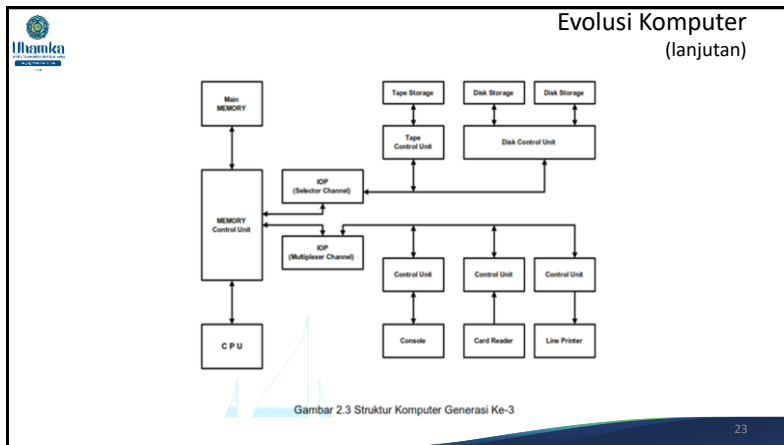 Uhamka
Evolusi Komputer
(lanjutan)
Main
MEMORY
Tape Storage
Disk Storage
Disk Storage
Tape
Control Unit
Disk Control Unit
IOP
(Selector Channel)
MEMORY
Control Unit
IOP
(Multiplexer Channel)
Control Unit
Control Unit
Control Unit
C P U
Console
Card Reader
Line Printer
Gambar 2.3 Struktur Komputer Generasi Ke-3
23